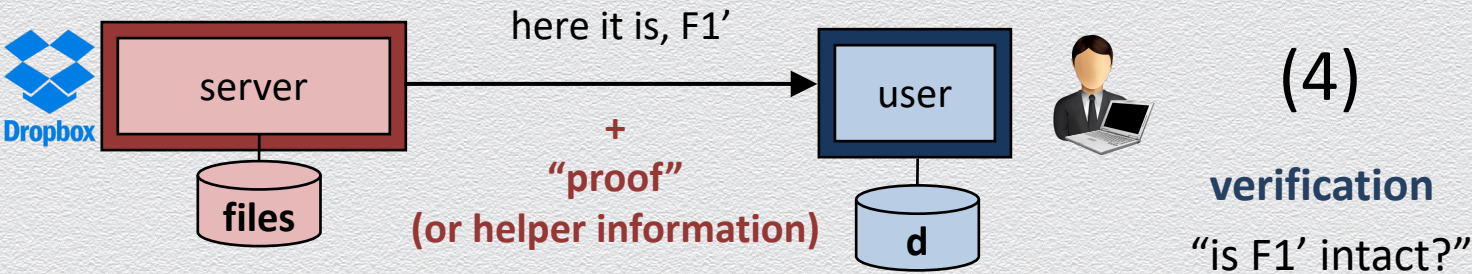 here it is, F1’
(4)
server
user
Dropbox
+
“proof”
(or helper information)
verification
files
d
“is F1’ intact?”